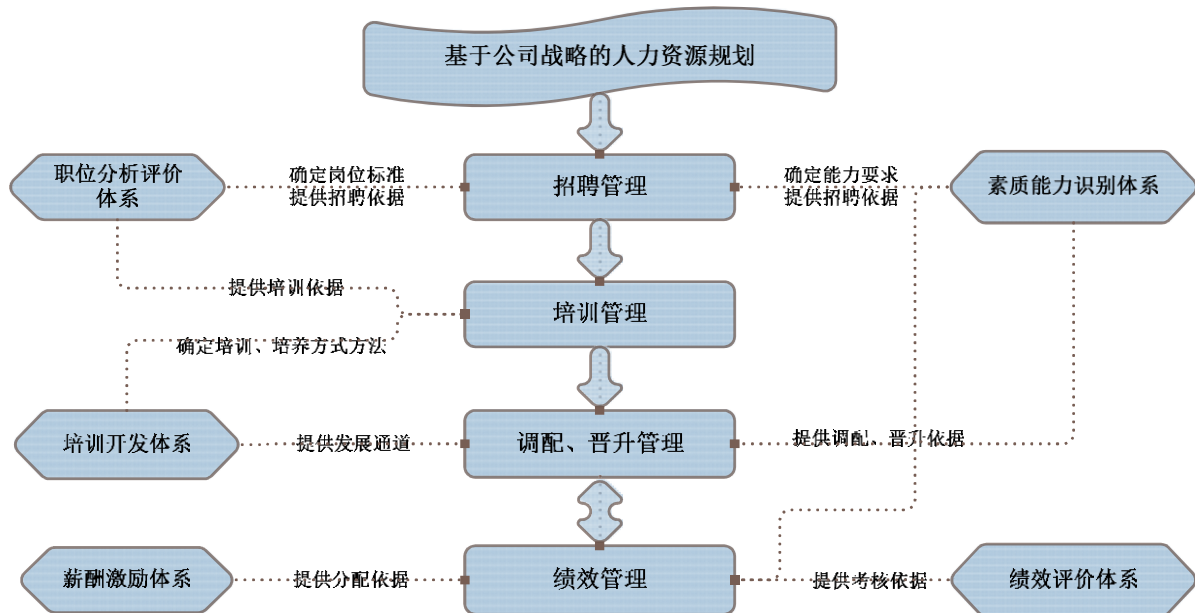 基于公司战略的人力资源规划
职位分析评价
体系
确定岗位标准
提供招聘依据
招聘管理
确定能力要求
提供招聘依据
素质能力识别体系
提供培训依据
培训管理
确定培训、培养方式方法
培训开发体系
提供发展通道
调配、晋升管理
提供调配、晋升依据
薪酬激励体系
提供分配依据
绩效管理
提供考核依据
绩效评价体系